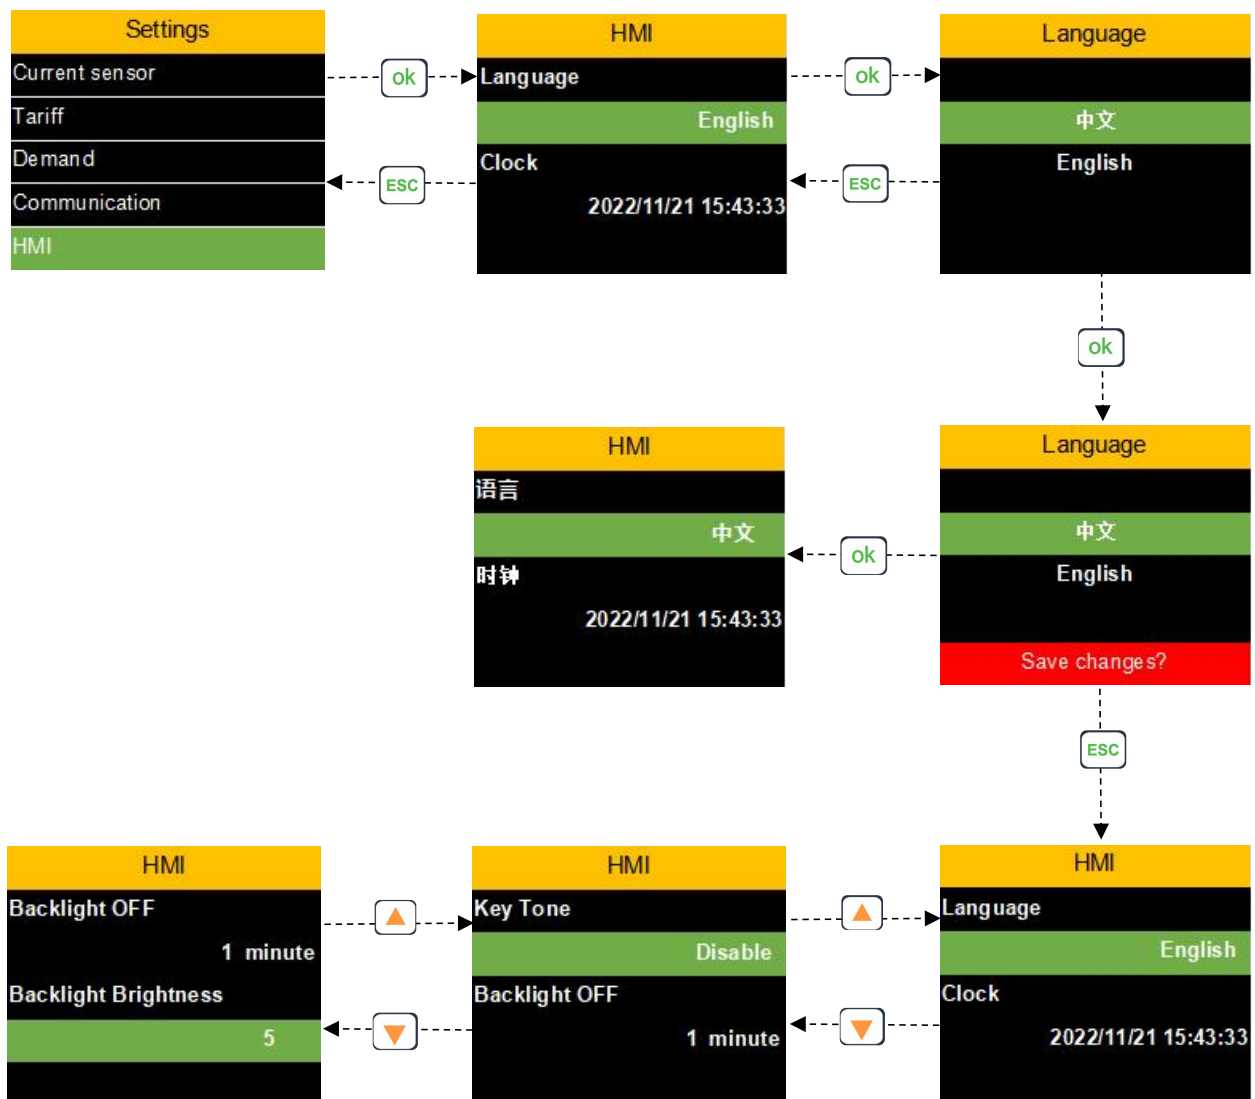 Settings
Current sensor
Tariff
Demand
Communication
HMI
ok
ESC
HMI
Language
English
Clock
2022/11/21 15:43:33
ok
ESC
Language
中文
English
ok
HMI
语言
中文
时钟
2022/11/21 15:43:33
ok
Language
中文
English
Save changes?
ESC
HMI
Backlight OFF
1 minute
Backlight Brightness
5
HMI
Key Tone
Disable
Backlight OFF
1 minute
HMI
Language
English
Clock
2022/11/21 15:43:33